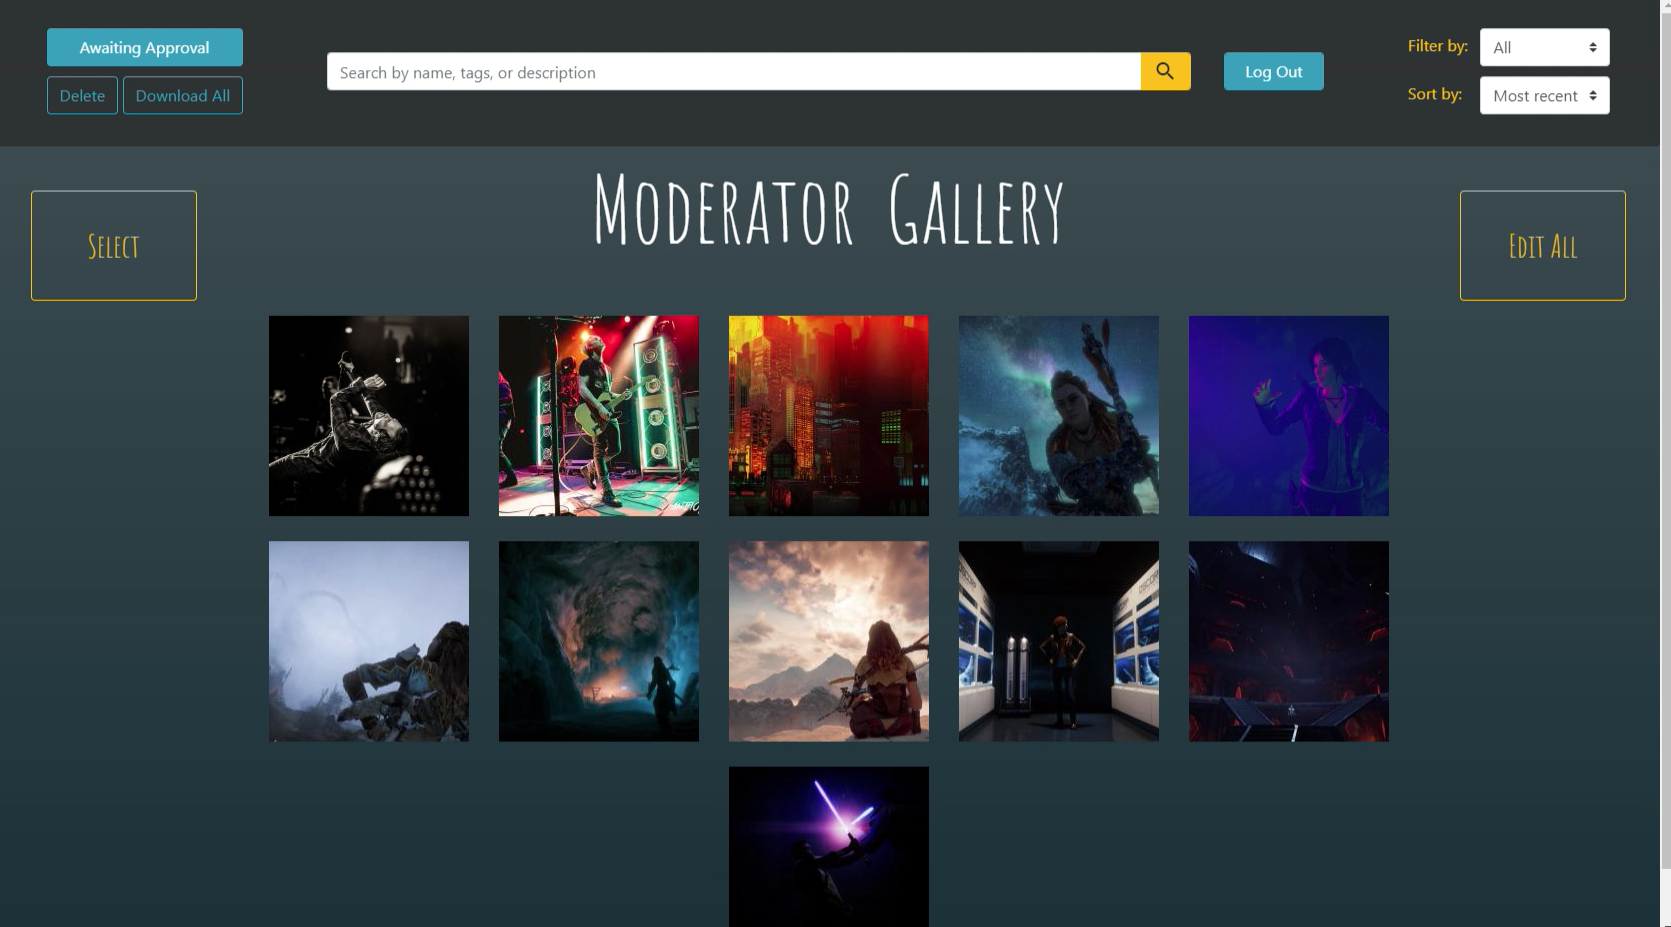 Awaiting Approval
Delete
Download All
Search by name, tags, or description
Log Out
Filter by:
All
Sort by:
Most recent
Moderator Gallery
Select
Edit All